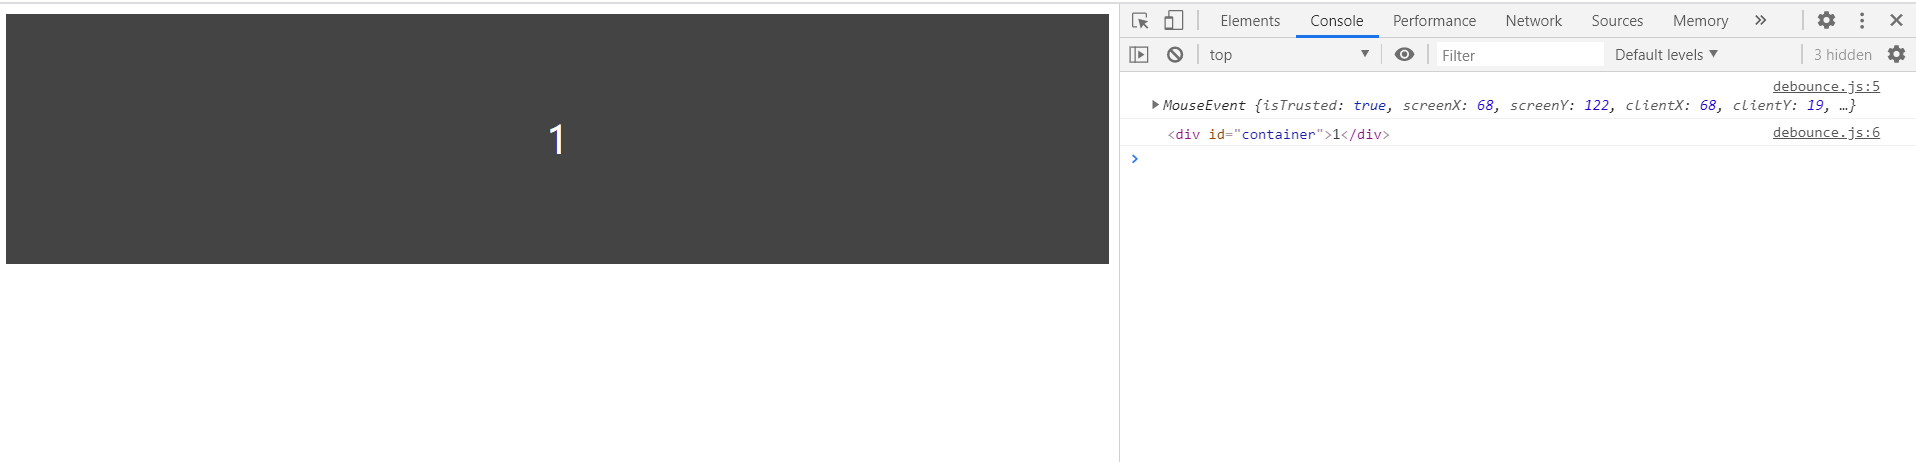 1
Elements Console Performance Network Sources Memory »
top Filter Default levels 3 hidden
debounce.js:5
MouseEvent {isTrusted: true, screenX: 68, screenY: 122, clientX: 68, clientY: 19, …}
<div id="container">1</div> debounce.js:6